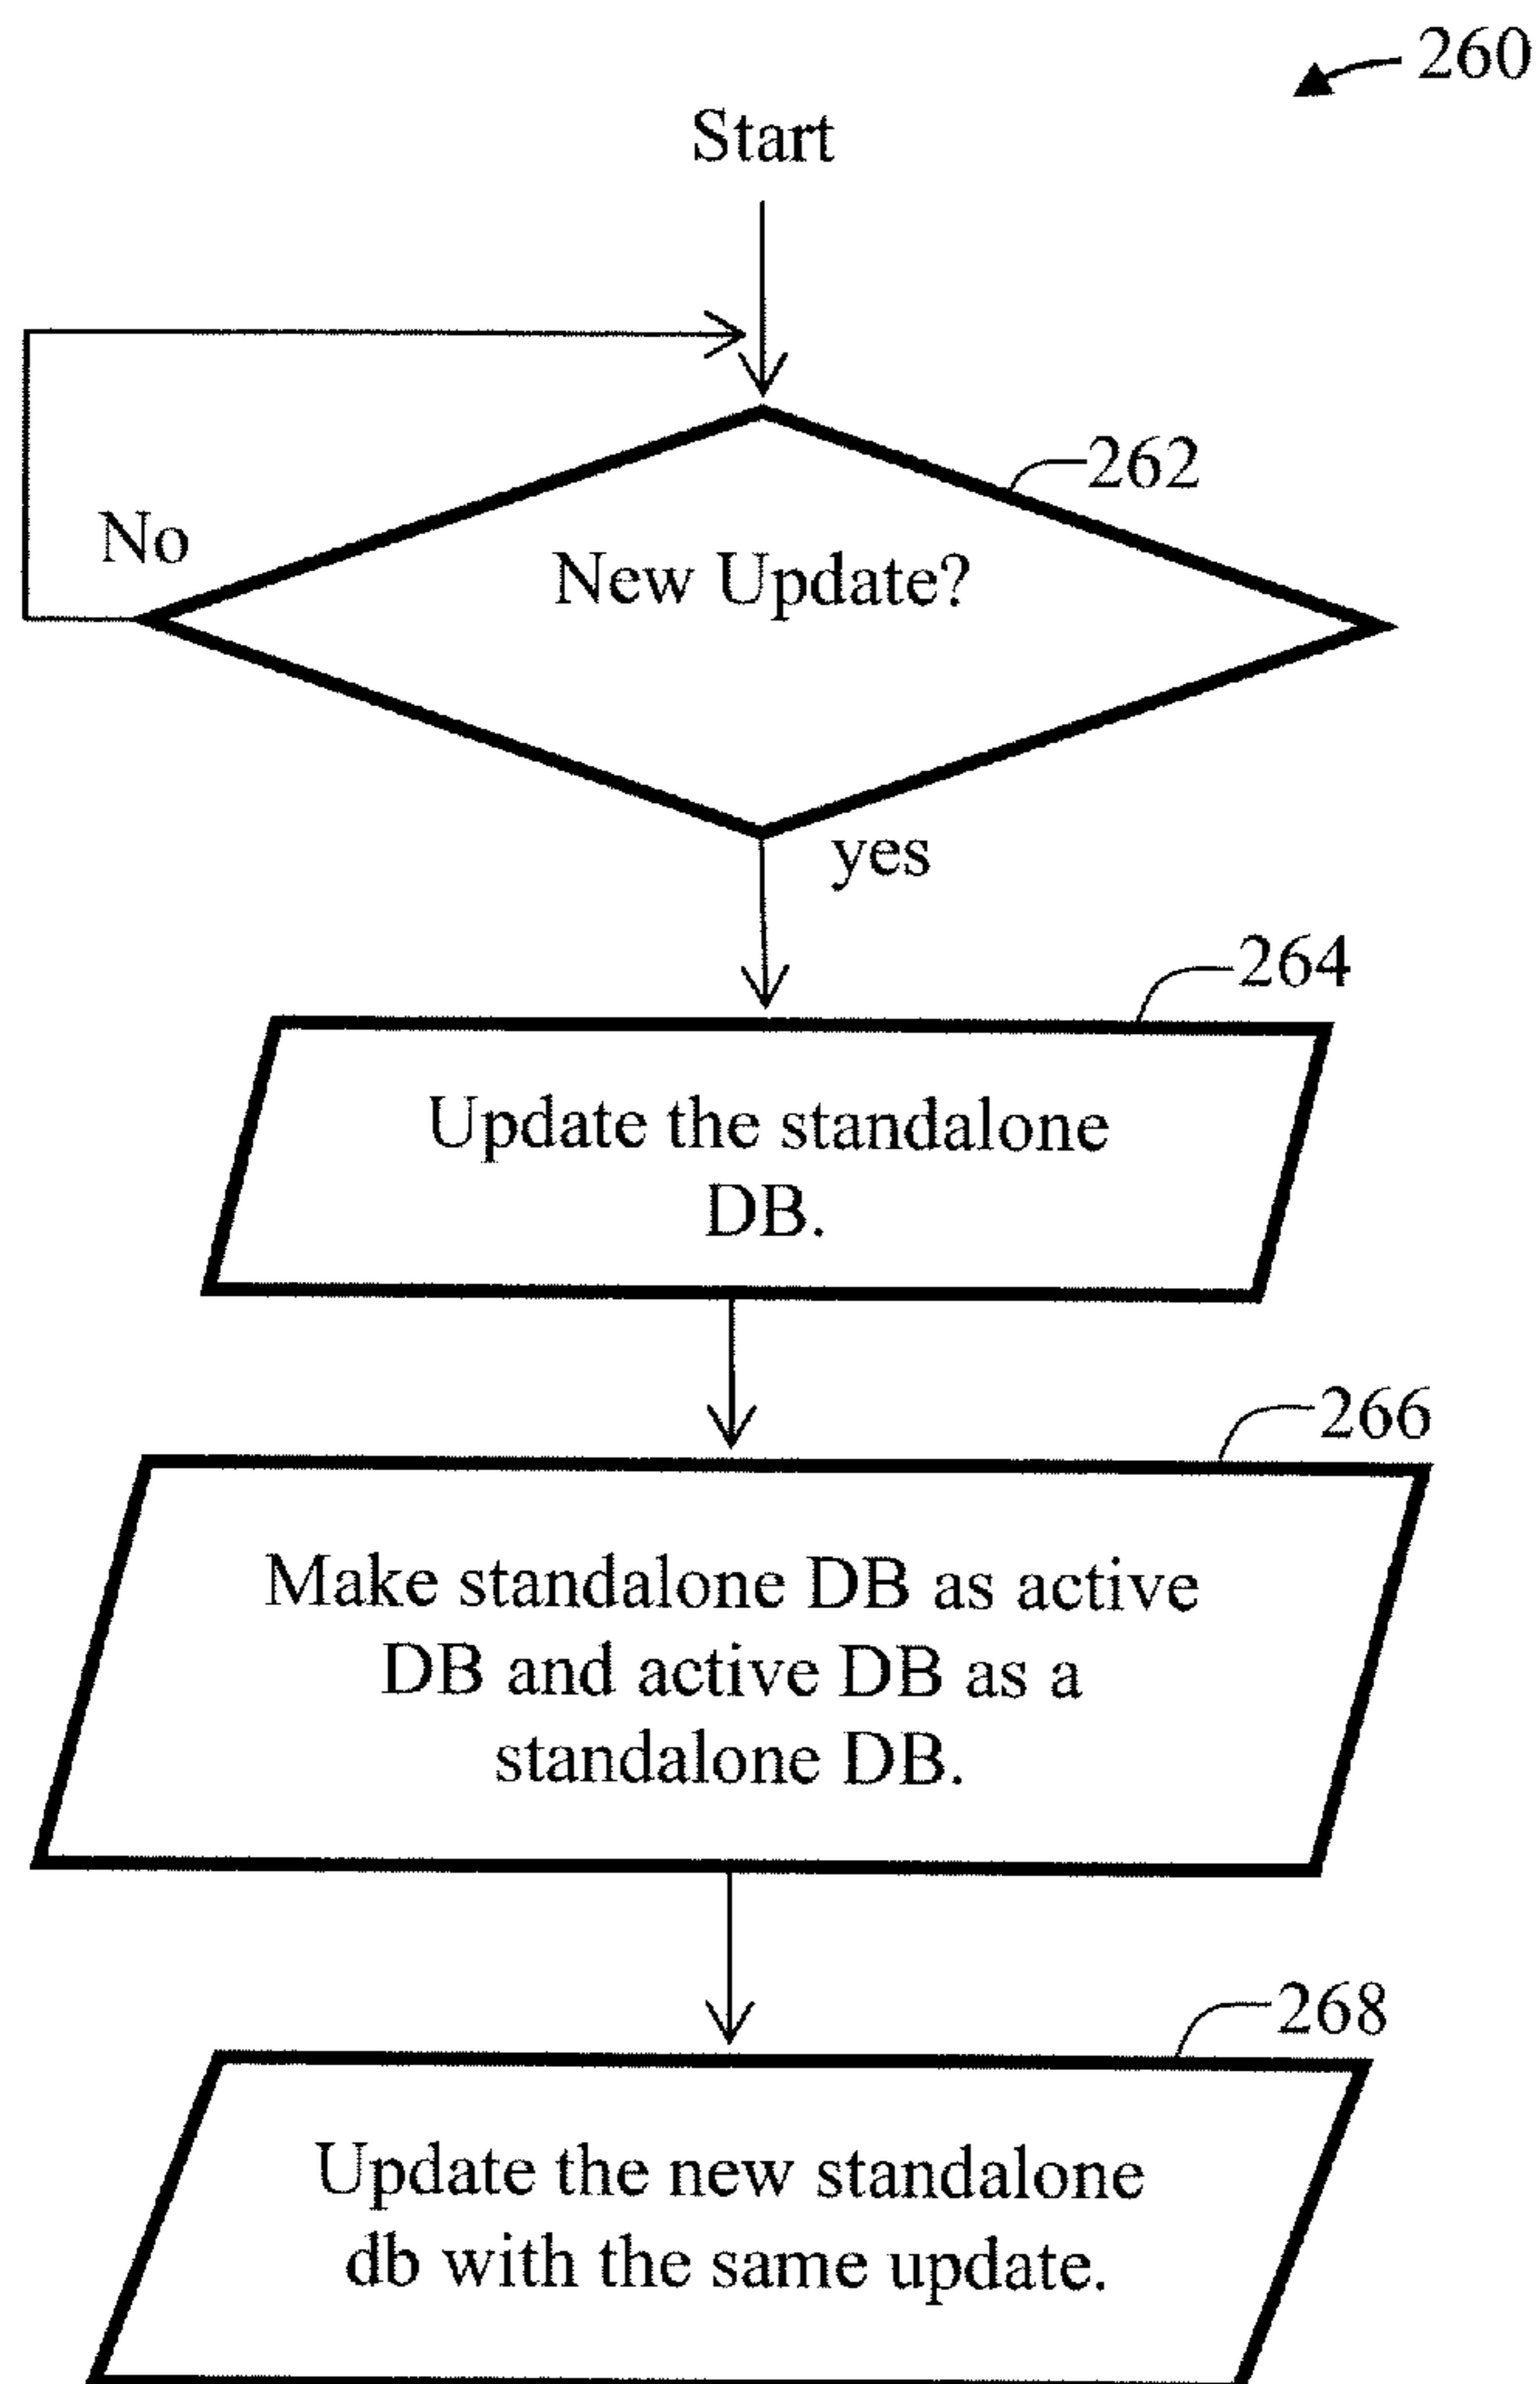 260
Start
262
No
New Update?
yes
264
Update the standalone
DB.
266
Make standalone DB as active
DB and active DB as a
standalone DB.
268
Update the new standalone
db with the same update.